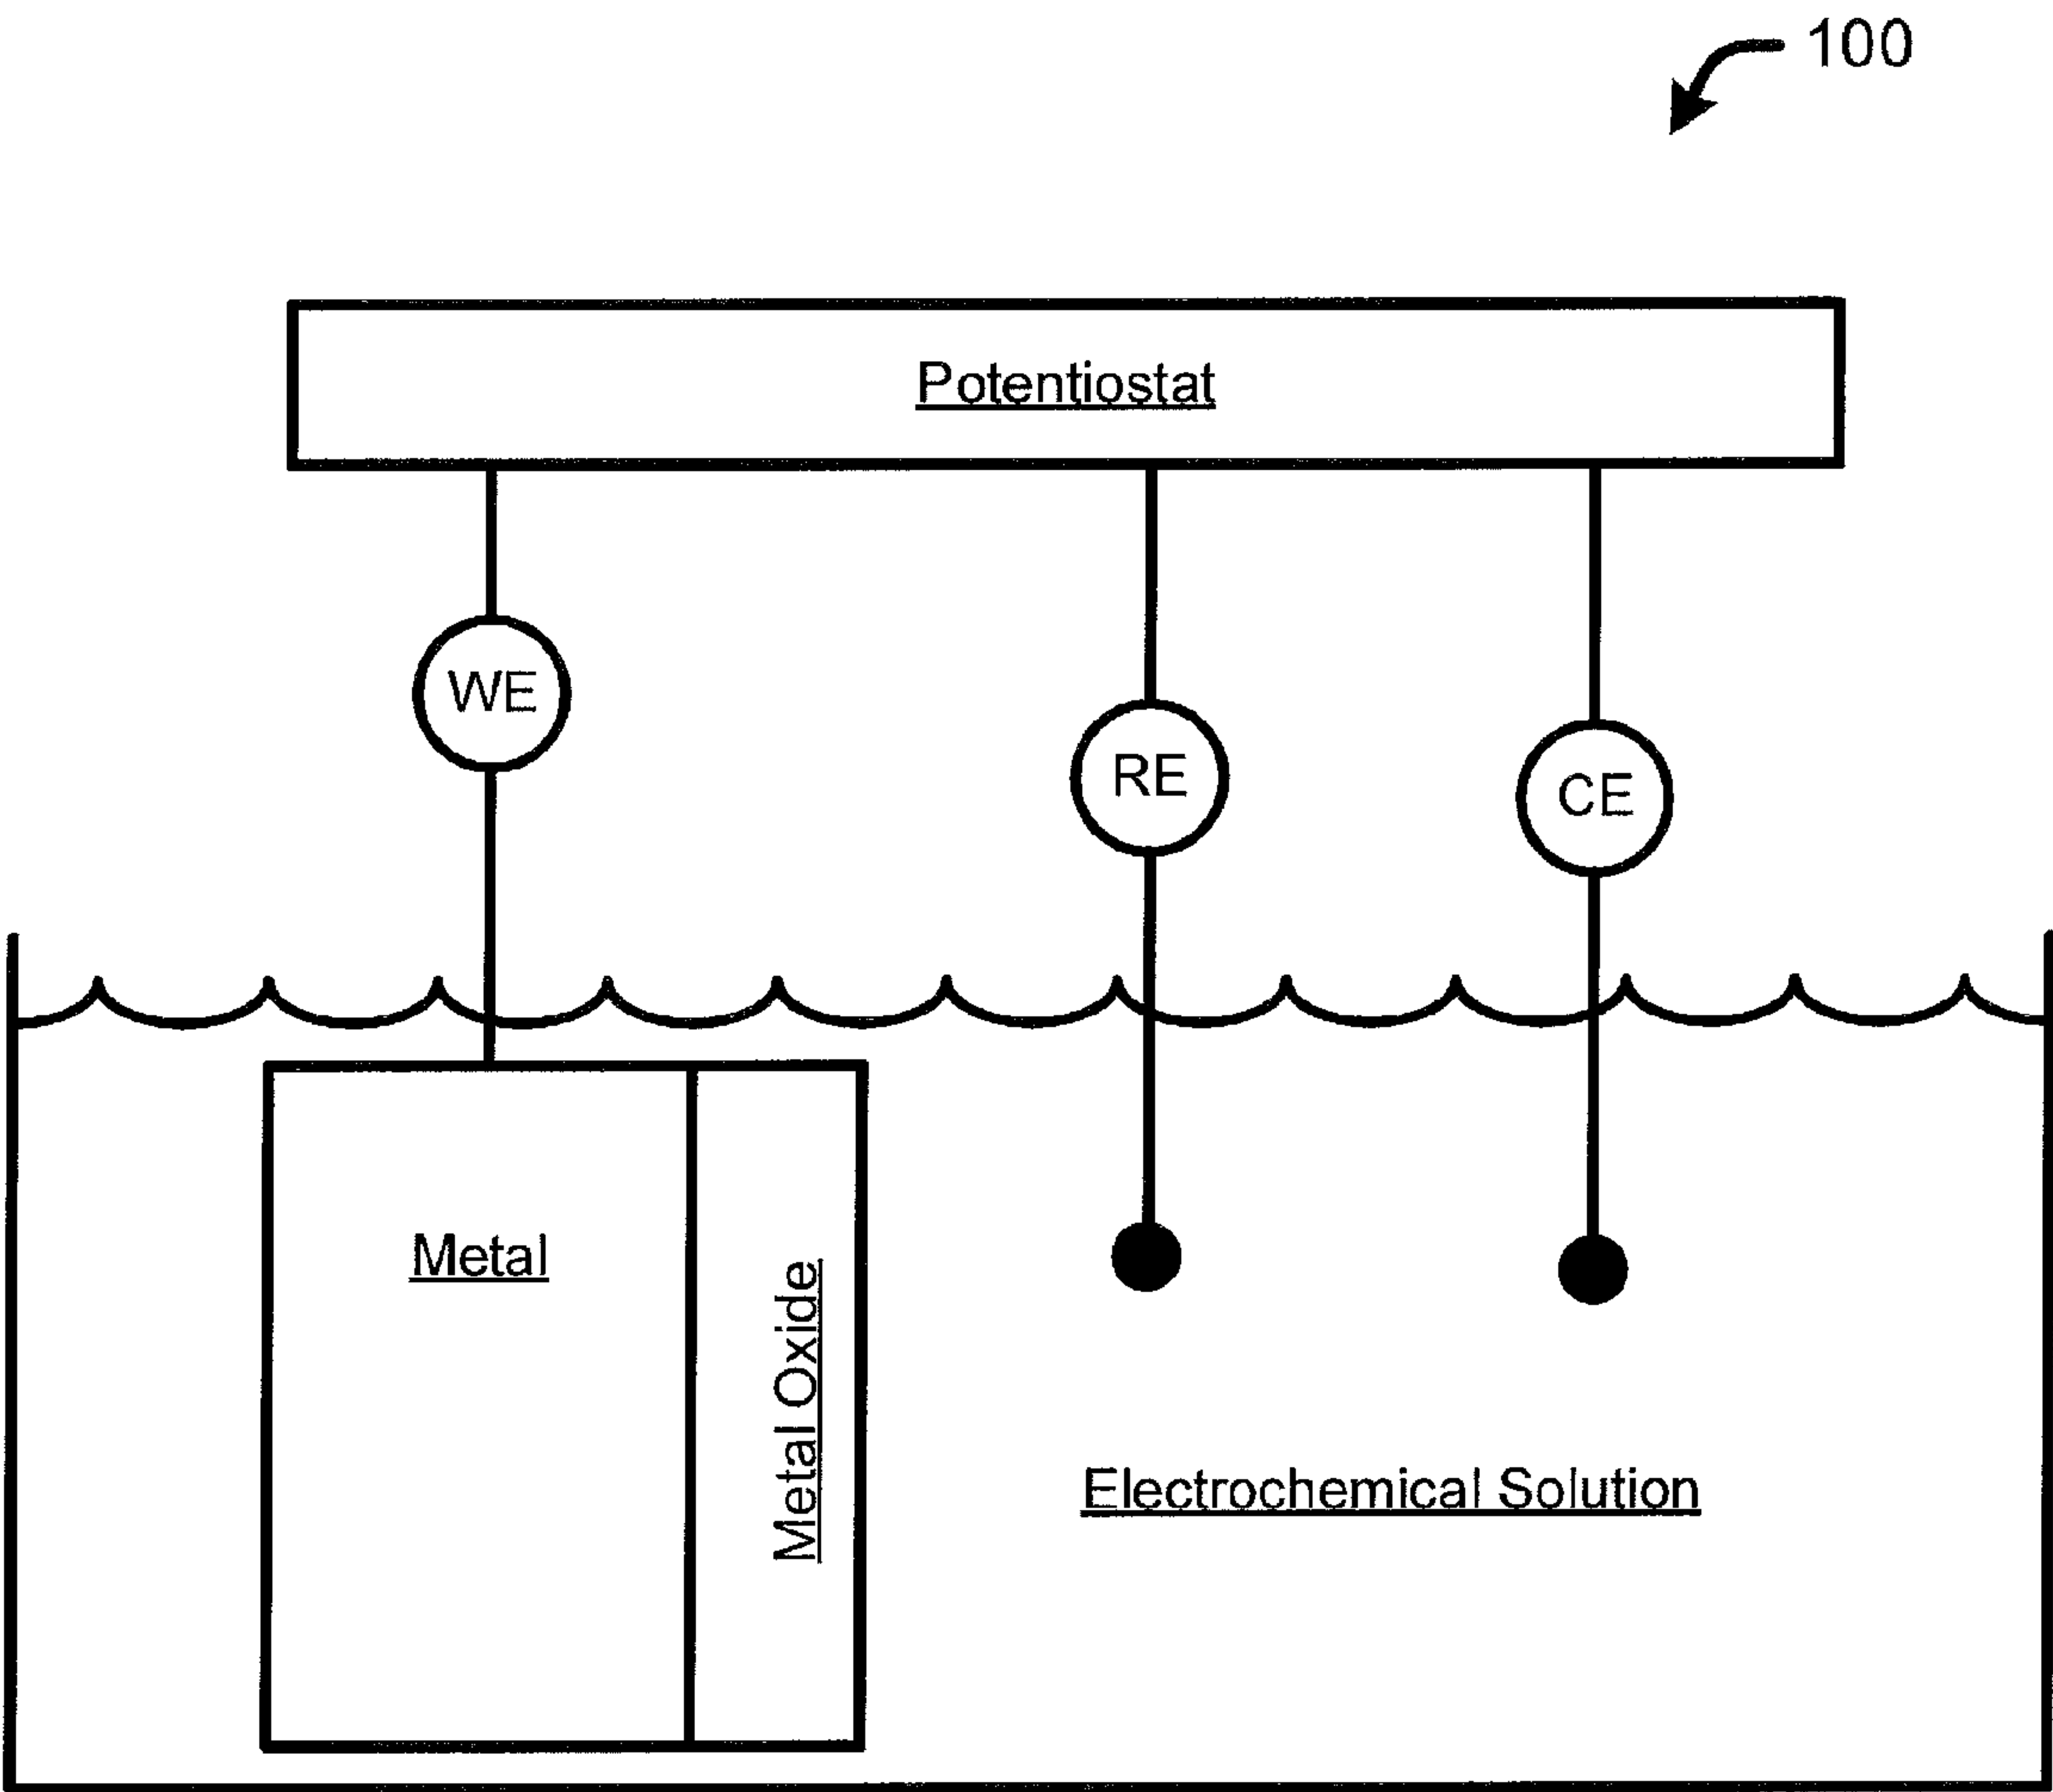 100
Potentiostat
WE
RE
CE
Metal
Metal Oxide
Electrochemical Solution